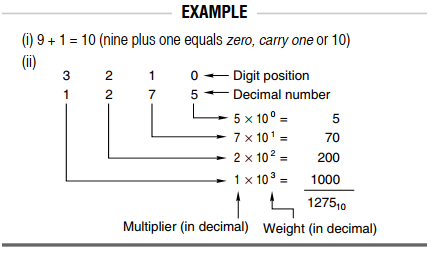 EXAMPLE
(i) 9 + 1 = 10 (nine plus one equals zero, carry one or 10)
(ii)
3 2 1 0 Digit position
1 2 7 5 Decimal number
5 × 10⁰ = 5
7 × 10¹ = 70
2 × 10² = 200
1 × 10³ = 1000
1275₁₀
Multiplier (in decimal) Weight (in decimal)